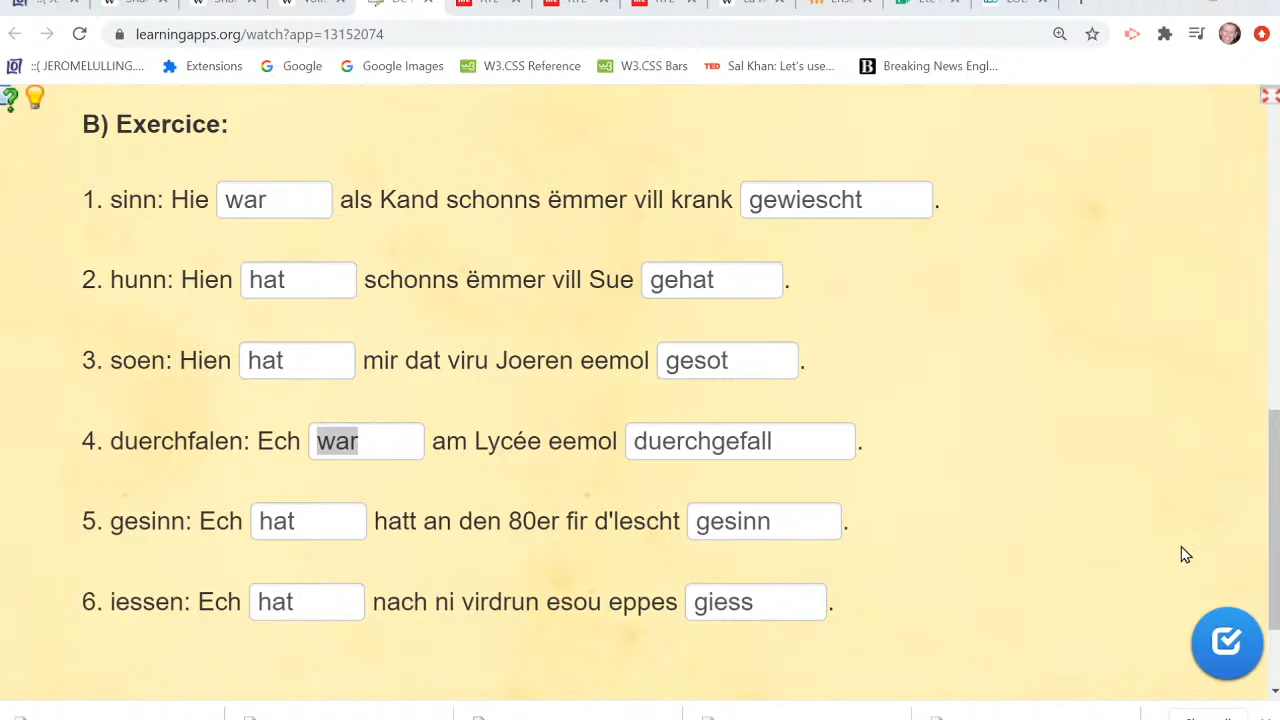 learningapps.org/watch?app=13152074
::( JEROMELULLING.... Extensions Google Google Images W3.CSS Reference W3.CSS Bars TED Sal Khan: Let's use... B Breaking News Engl...
B) Exercice:
1. sinn: Hie war als Kand schonns ëmmer vill krank gewiescht .
2. hunn: Hien hat schonns ëmmer vill Sue gehat .
3. soen: Hien hat mir dat viru Joeren eemol gesot .
4. duerchfalen: Ech war am Lycée eemol duerchgefall .
5. gesinn: Ech hat hatt an den 80er fir d'lescht gesinn .
6. iessen: Ech hat nach ni virdrun esou eppes giess .